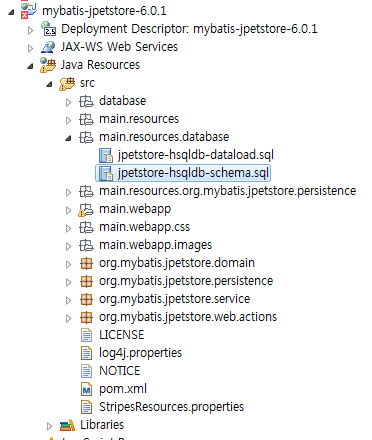 mybatis-jpetstore-6.0.1
Deployment Descriptor: mybatis-jpetstore-6.0.1
JAX-WS Web Services
Java Resources
src
database
main.resources
main.resources.database
jpetstore-hsqldb-dataload.sql
jpetstore-hsqldb-schema.sql
main.resources.org.mybatis.jpetstore.persistence
main.webapp
main.webapp.css
main.webapp.images
org.mybatis.jpetstore.domain
org.mybatis.jpetstore.persistence
org.mybatis.jpetstore.service
org.mybatis.jpetstore.web.actions
LICENSE
log4j.properties
NOTICE
pom.xml
StripesResources.properties
Libraries